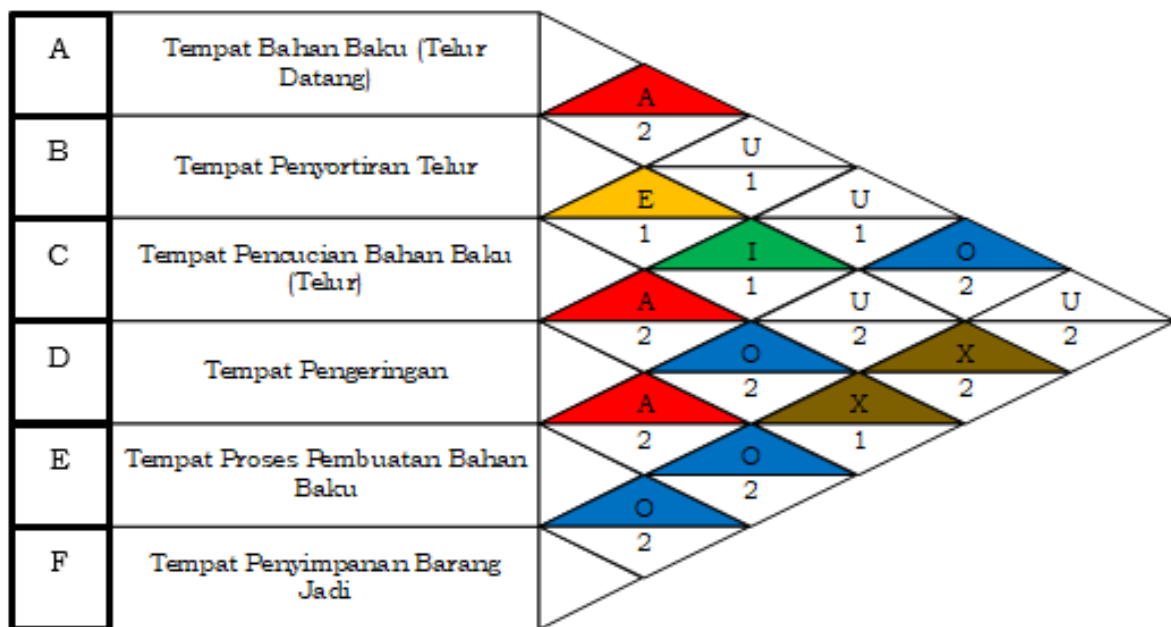 A
Tempat Bahan Baku (Telur
Datang)
B
Tempat Penyortiran Telur
C
Tempat Pencucian Bahan Baku
(Telur)
D
Tempat Pengeringan
E
Tempat Proses Pembuatan Bahan
Baku
F
Tempat Penyimpanan Barang
Jadi
A
2
U
1
E
1
U
1
I
1
O
2
A
2
U
2
U
2
O
2
X
2
A
2
X
1
O
2
O
2